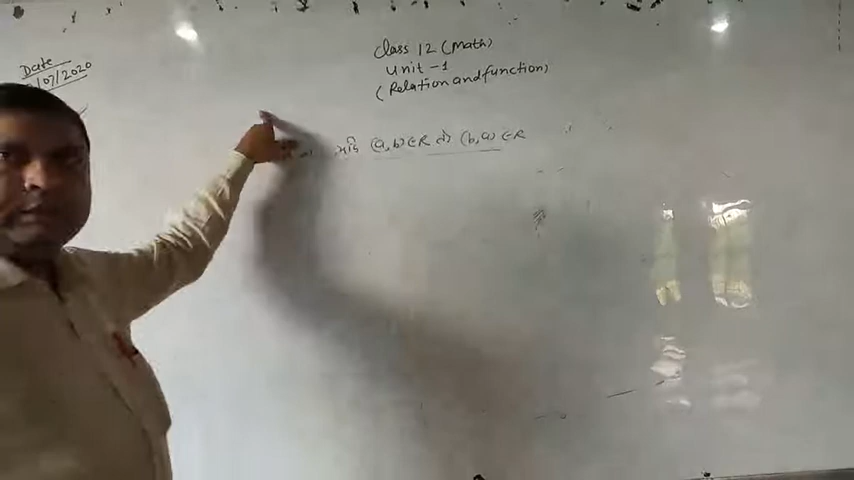 Date
/07/2020
Class 12 (Math)
Unit - 1
(Relation and function)
यदि (a,b)∈R तो (b,a)∈R